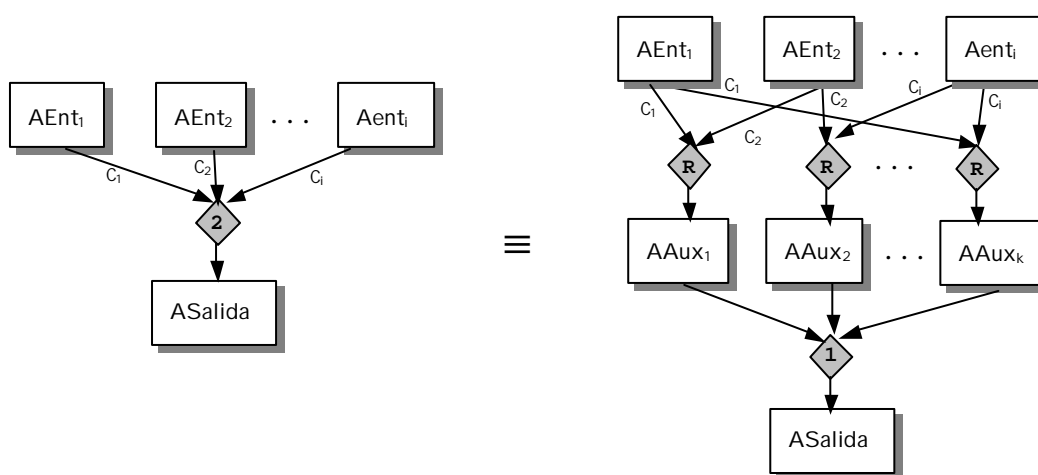 AEnt1 AEnt2 . . . Aenti
C1 C2 Ci
2
ASalida
≡
AEnt1 AEnt2 . . . Aenti
C1 C1 C2 C2 Ci Ci
R R . . . R
AAux1 AAux2 . . . AAuxk
1
ASalida